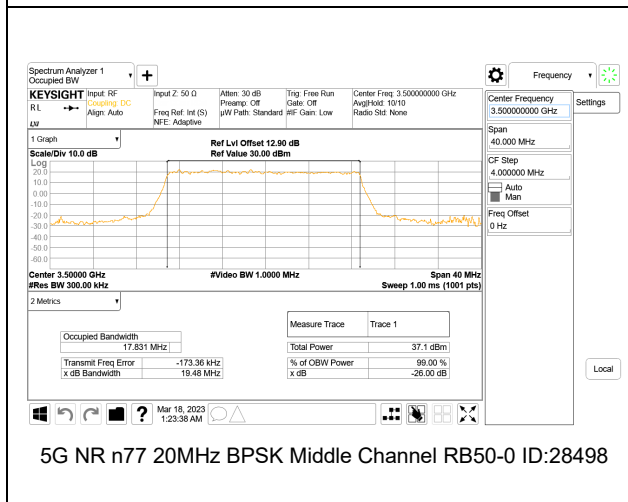 Spectrum Analyzer 1
Occupied BW
Frequency
KEYSIGHT
RL
Input: RF
Coupling: DC
Align: Auto
Input Z: 50 Ω
Freq Ref: Int (S)
NFE: Adaptive
Atten: 30 dB
Preamp: Off
µW Path: Standard
Trig: Free Run
Gate: Off
#IF Gain: Low
Center Freq: 3.500000000 GHz
Avg|Hold: 10/10
Radio Std: None
Center Frequency
3.500000000 GHz
Settings
Span
40.000 MHz
CF Step
4.000000 MHz
Auto
Man
Freq Offset
0 Hz
Local
1 Graph
Scale/Div 10.0 dB
Ref Lvl Offset 12.90 dB
Ref Value 30.00 dBm
Log
20.0
10.0
0.00
-10.0
-20.0
-30.0
-40.0
-50.0
-60.0
Center 3.50000 GHz
#Video BW 1.0000 MHz
Span 40 MHz
#Res BW 300.00 kHz
Sweep 1.00 ms (1001 pts)
2 Metrics
Measure Trace
Trace 1
Occupied Bandwidth
17.831 MHz
Total Power
37.1 dBm
Transmit Freq Error
-173.36 kHz
% of OBW Power
99.00 %
x dB Bandwidth
19.48 MHz
x dB
-26.00 dB
?
Mar 18, 2023
1:23:38 AM
5G NR n77 20MHz BPSK Middle Channel RB50-0 ID:28498